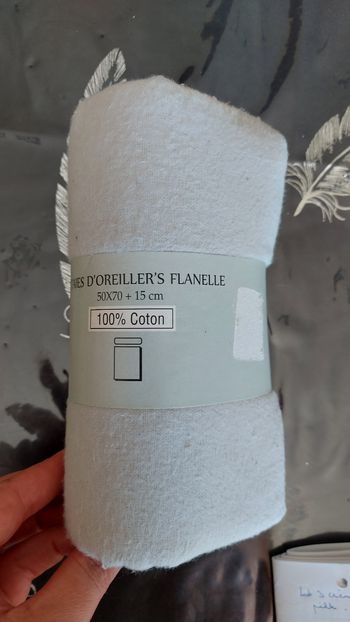 D'OREILLER'S FLANELLE
50X70 + 15 cm
100% Coton